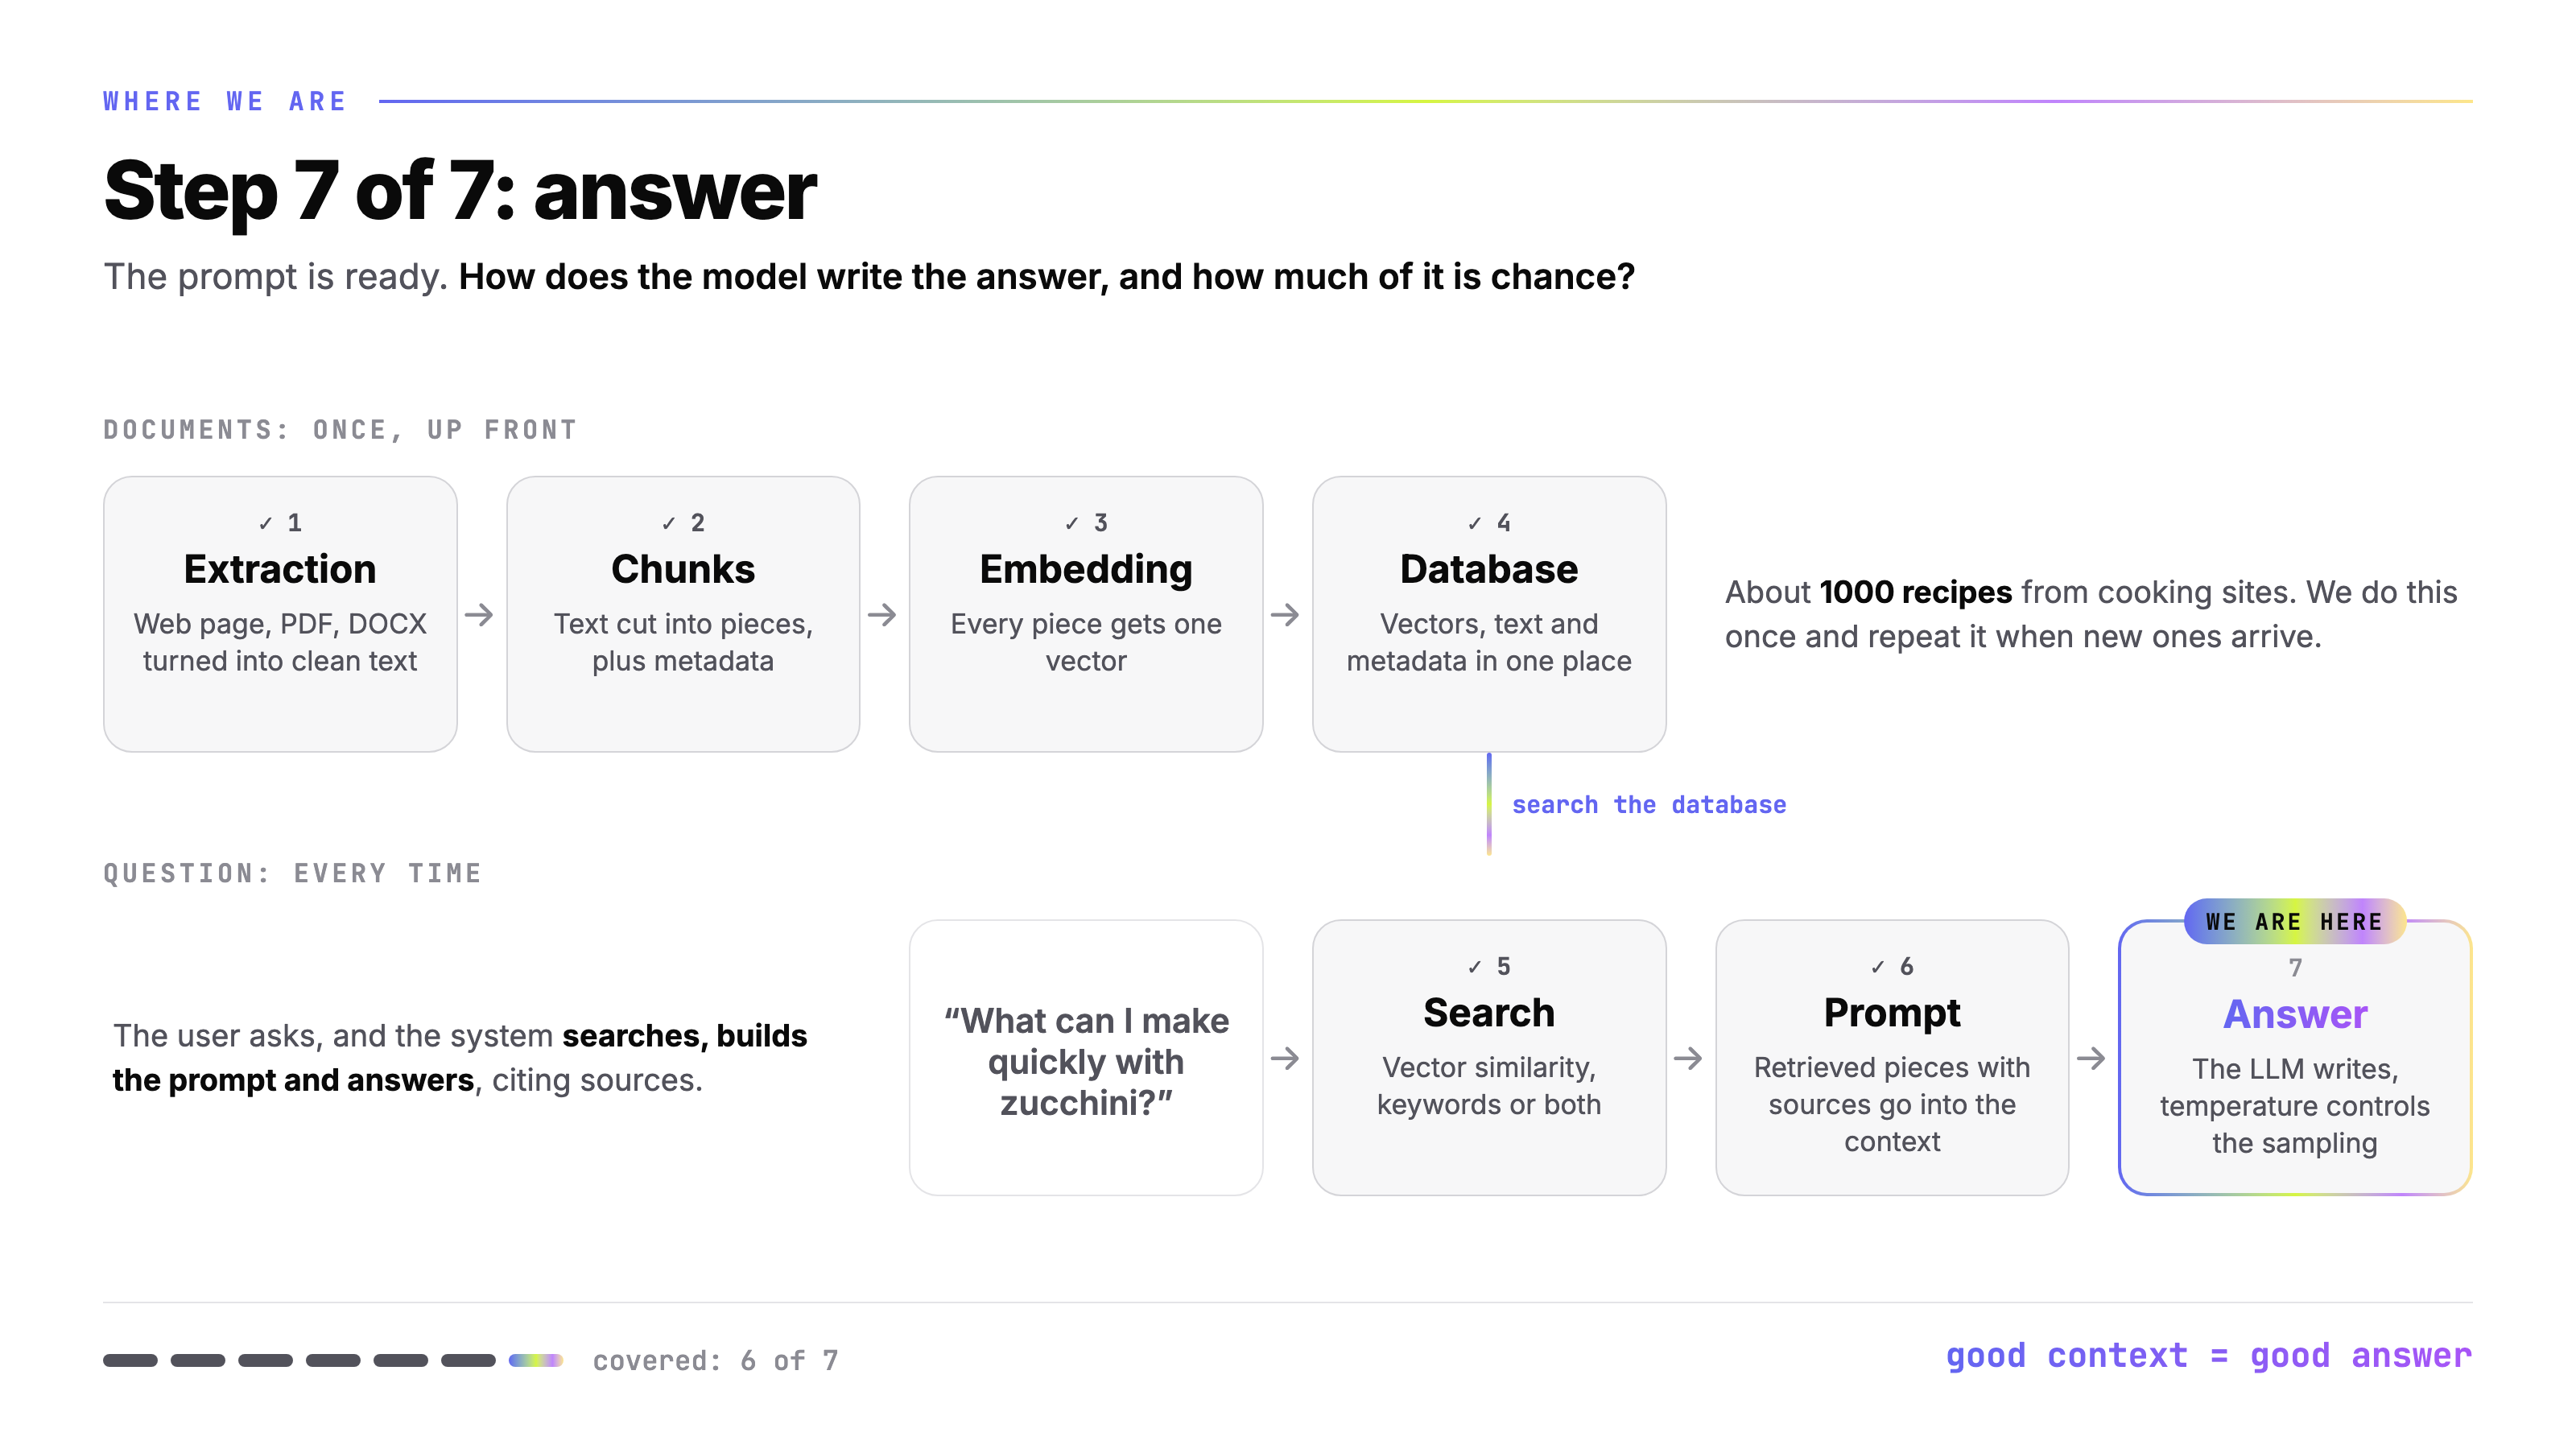 WHERE WE ARE
Step 7 of 7: answer
The prompt is ready. How does the model write the answer, and how much of it is chance?
DOCUMENTS: ONCE, UP FRONT
✓ 1
Extraction
Web page, PDF, DOCX
turned into clean text
→
✓ 2
Chunks
Text cut into pieces,
plus metadata
→
✓ 3
Embedding
Every piece gets one
vector
→
✓ 4
Database
Vectors, text and
metadata in one place
About 1000 recipes from cooking sites. We do this
once and repeat it when new ones arrive.
search the database
QUESTION: EVERY TIME
The user asks, and the system searches, builds
the prompt and answers, citing sources.
“What can I make
quickly with
zucchini?”
→
✓ 5
Search
Vector similarity,
keywords or both
→
✓ 6
Prompt
Retrieved pieces with
sources go into the
context
→
WE ARE HERE
7
Answer
The LLM writes,
temperature controls
the sampling
covered: 6 of 7
good context = good answer